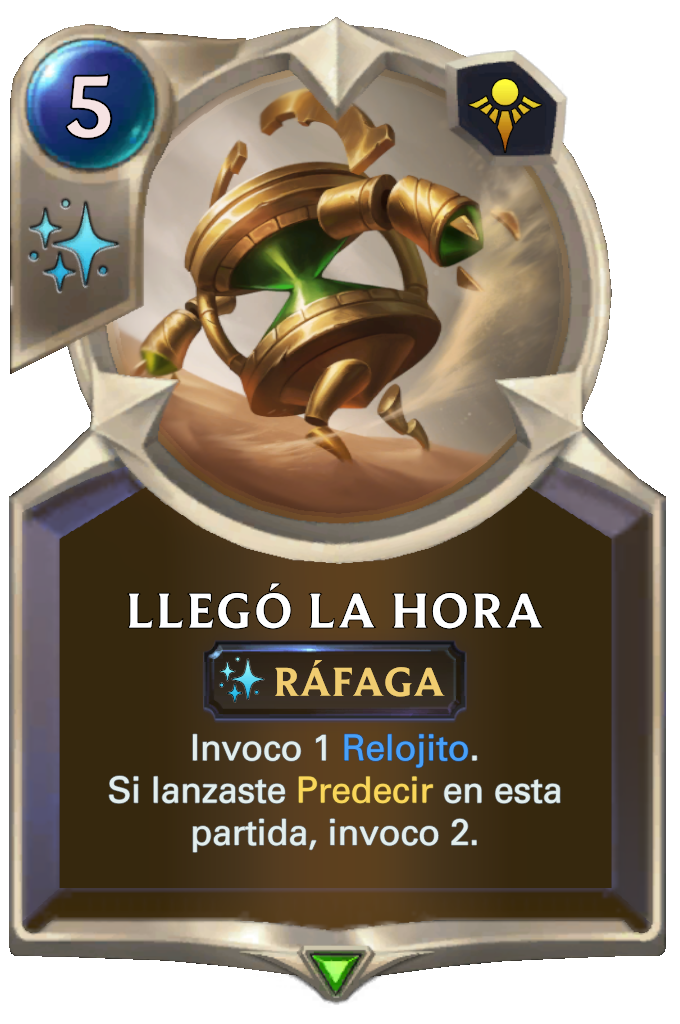 5
LLEGÓ LA HORA
RÁFAGA
Invoco 1 Relojito.
Si lanzaste Predecir en esta
partida, invoco 2.